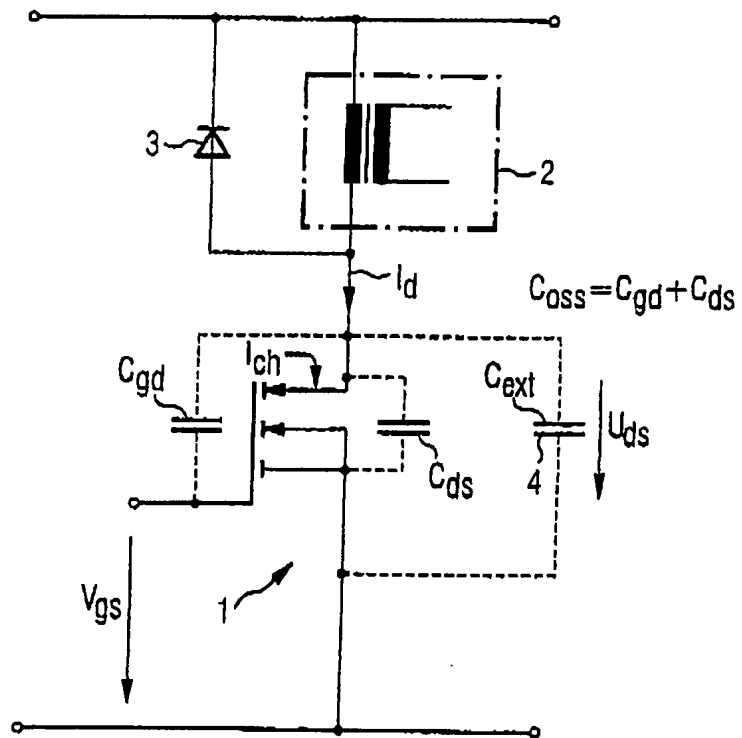 3
2
I_d
C_oss=C_gd+C_ds
I_ch
C_gd
C_ext
U_ds
4
C_ds
V_gs
1